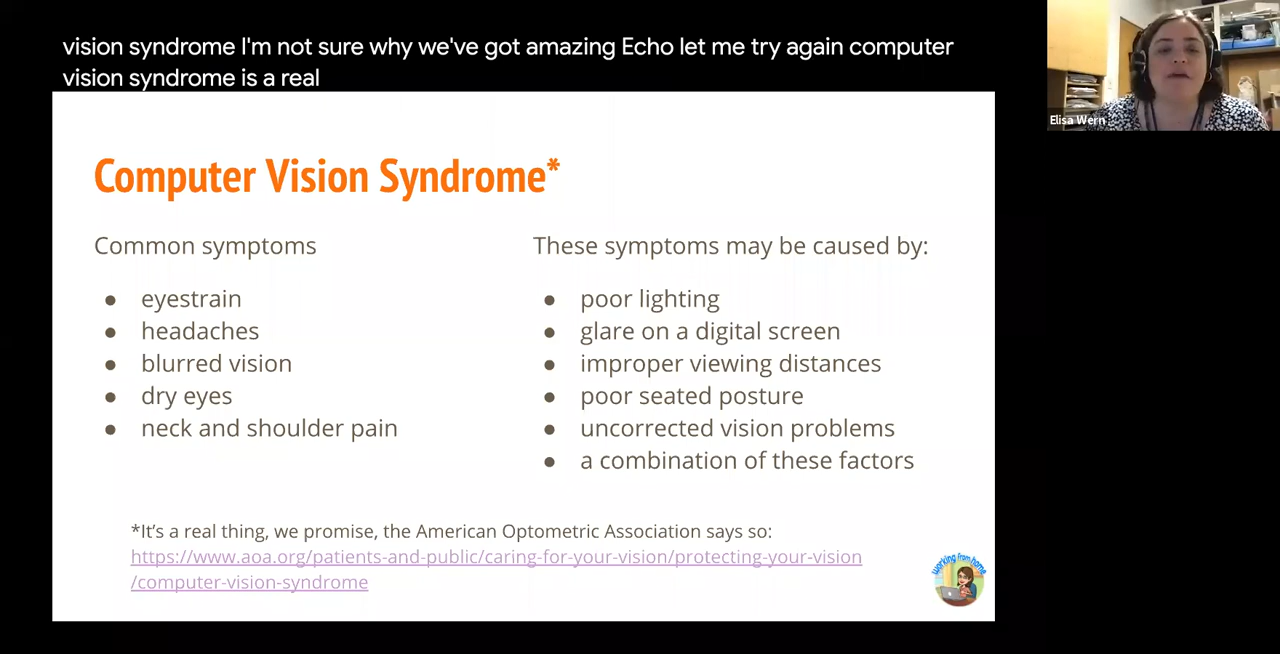 vision syndrome I'm not sure why we've got amazing Echo let me try again computer
vision syndrome is a real
Elisa Wern
Computer Vision Syndrome*
Common symptoms
● eyestrain
● headaches
● blurred vision
● dry eyes
● neck and shoulder pain
These symptoms may be caused by:
● poor lighting
● glare on a digital screen
● improper viewing distances
● poor seated posture
● uncorrected vision problems
● a combination of these factors
*It's a real thing, we promise, the American Optometric Association says so:
https://www.aoa.org/patients-and-public/caring-for-your-vision/protecting-your-vision
/computer-vision-syndrome
working from home